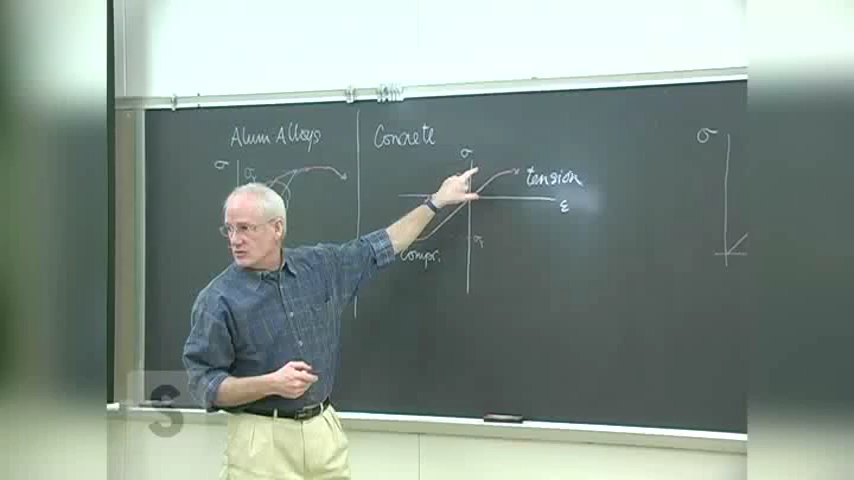 Alum Alloys
σ
Concrete
σ
tension
ε
Compr.
σ
S